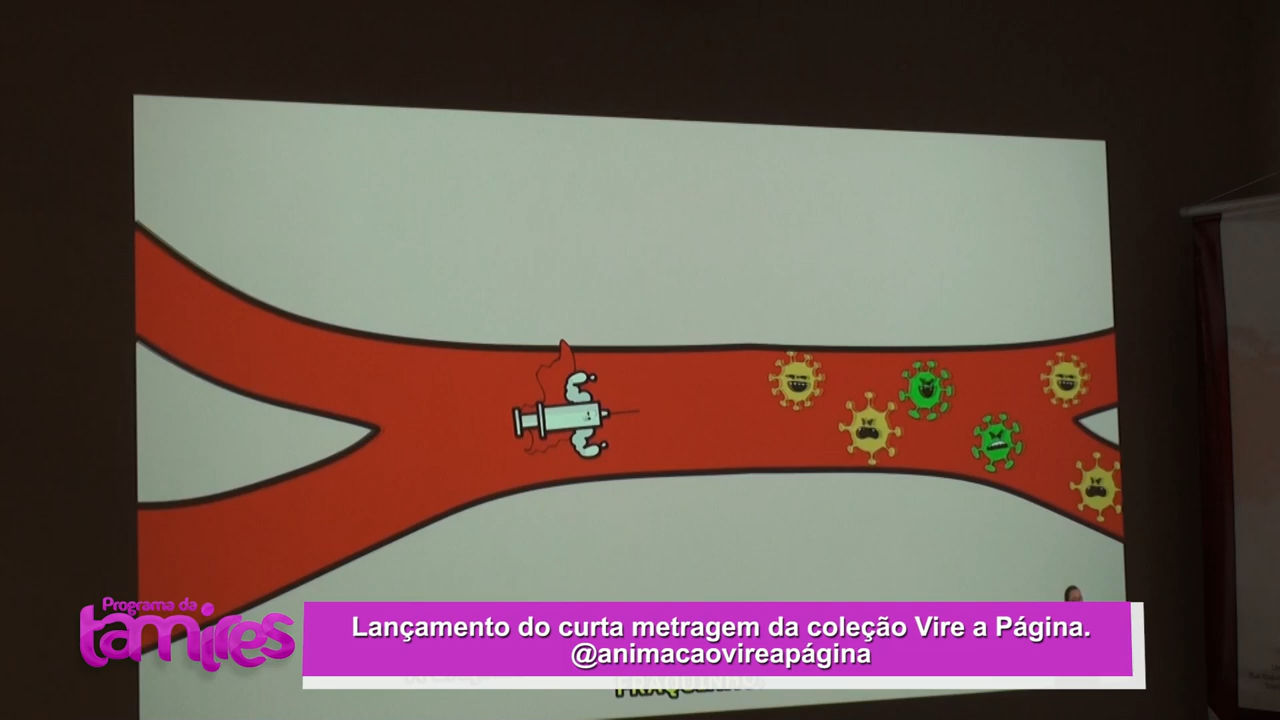 Programa da
tamires
Lançamento do curta metragem da coleção Vire a Página.
@animacaovireapágina